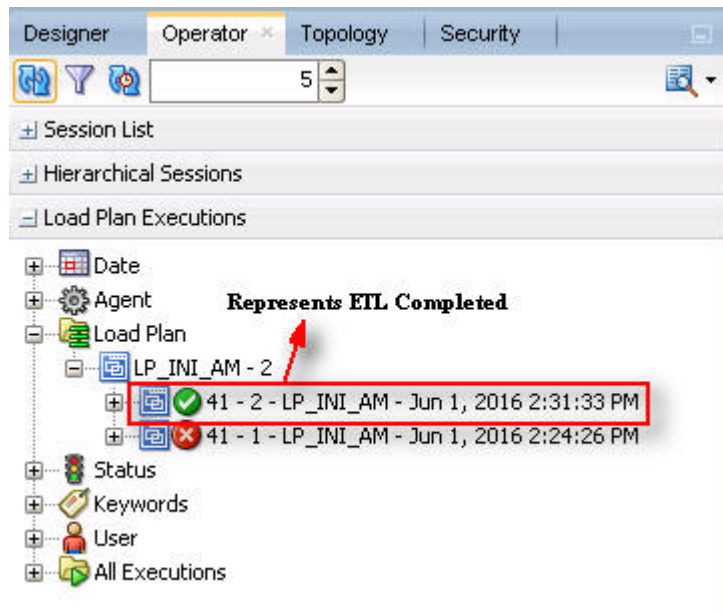 Designer Operator Topology Security
5
Session List
Hierarchical Sessions
Load Plan Executions
Date
Agent
Represents ETL Completed
Load Plan
LP_INI_AM - 2
41 - 2 - LP_INI_AM - Jun 1, 2016 2:31:33 PM
41 - 1 - LP_INI_AM - Jun 1, 2016 2:24:26 PM
Status
Keywords
User
All Executions